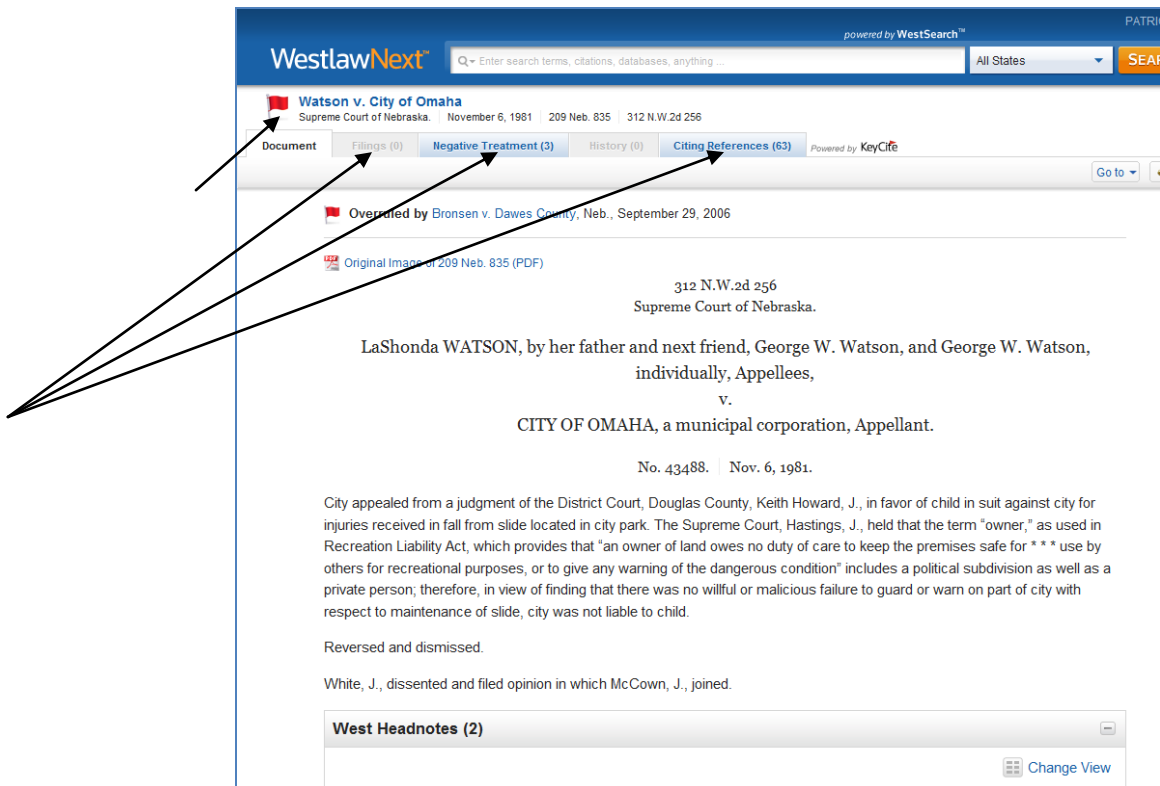 PATRI
powered by WestSearch™
WestlawNext™
Enter search terms, citations, databases, anything ...
All States
SEAR
Watson v. City of Omaha
Supreme Court of Nebraska. November 6, 1981 209 Neb. 835 312 N.W.2d 256
Document Filings (0) Negative Treatment (3) History (0) Citing References (63) Powered by KeyCite
Go to
Overruled by Bronsen v. Dawes County, Neb., September 29, 2006
Original Image of 209 Neb. 835 (PDF)
312 N.W.2d 256
Supreme Court of Nebraska.
LaShonda WATSON, by her father and next friend, George W. Watson, and George W. Watson,
individually, Appellees,
v.
CITY OF OMAHA, a municipal corporation, Appellant.
No. 43488. Nov. 6, 1981.
City appealed from a judgment of the District Court, Douglas County, Keith Howard, J., in favor of child in suit against city for
injuries received in fall from slide located in city park. The Supreme Court, Hastings, J., held that the term “owner,” as used in
Recreation Liability Act, which provides that “an owner of land owes no duty of care to keep the premises safe for * * * use by
others for recreational purposes, or to give any warning of the dangerous condition” includes a political subdivision as well as a
private person; therefore, in view of finding that there was no willful or malicious failure to guard or warn on part of city with
respect to maintenance of slide, city was not liable to child.
Reversed and dismissed.
White, J., dissented and filed opinion in which McCown, J., joined.
West Headnotes (2)
Change View